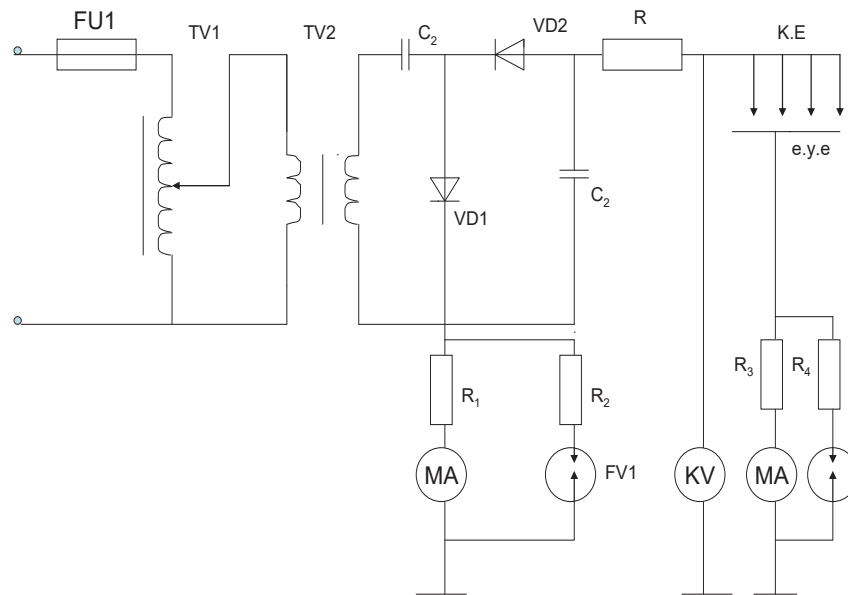 FU1
TV1
TV2
C₂
VD2
R
K.E
e.y.e
VD1
C₂
R₁
R₂
R₃
R₄
MA
FV1
KV
MA